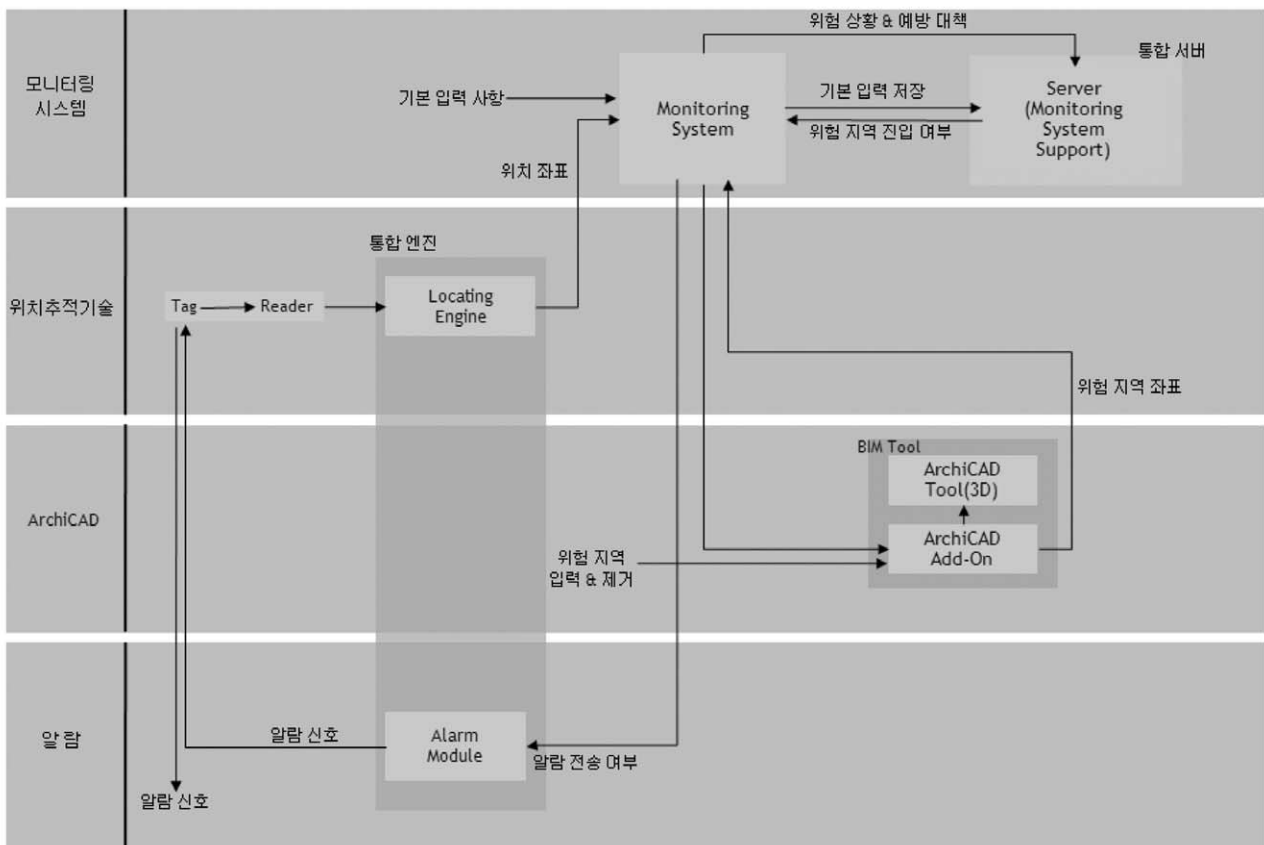 위험 상황 & 예방 대책
통합 서버
모니터링
시스템
기본 입력 사항
Monitoring
System
기본 입력 저장
위험 지역 진입 여부
Server
(Monitoring
System
Support)
위치 좌표
통합 엔진
위치추적기술
Tag
Reader
Locating
Engine
위험 지역 좌표
BIM Tool
ArchiCAD
Tool(3D)
ArchiCAD
ArchiCAD
Add-On
위험 지역
입력 & 제거
알 람
알람 신호
Alarm
Module
알람 전송 여부
알람 신호